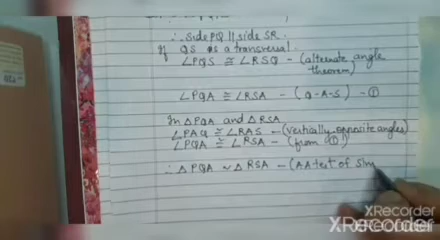 ∴ Side PQ || side SR.
If QS is a transversal.
∠PQS ≅ ∠RSQ - (alternate angle
theorem)
∠PQA ≅ ∠RSA - (Q-A-S) - ①
In △PQA and △RSA
∠PAQ ≅ ∠RAS - (vertically opposite angles)
∠PQA ≅ ∠RSA - (from ①)
∴ △PQA ~ △RSA - (AA test of sim
XRecorder
XRecorder